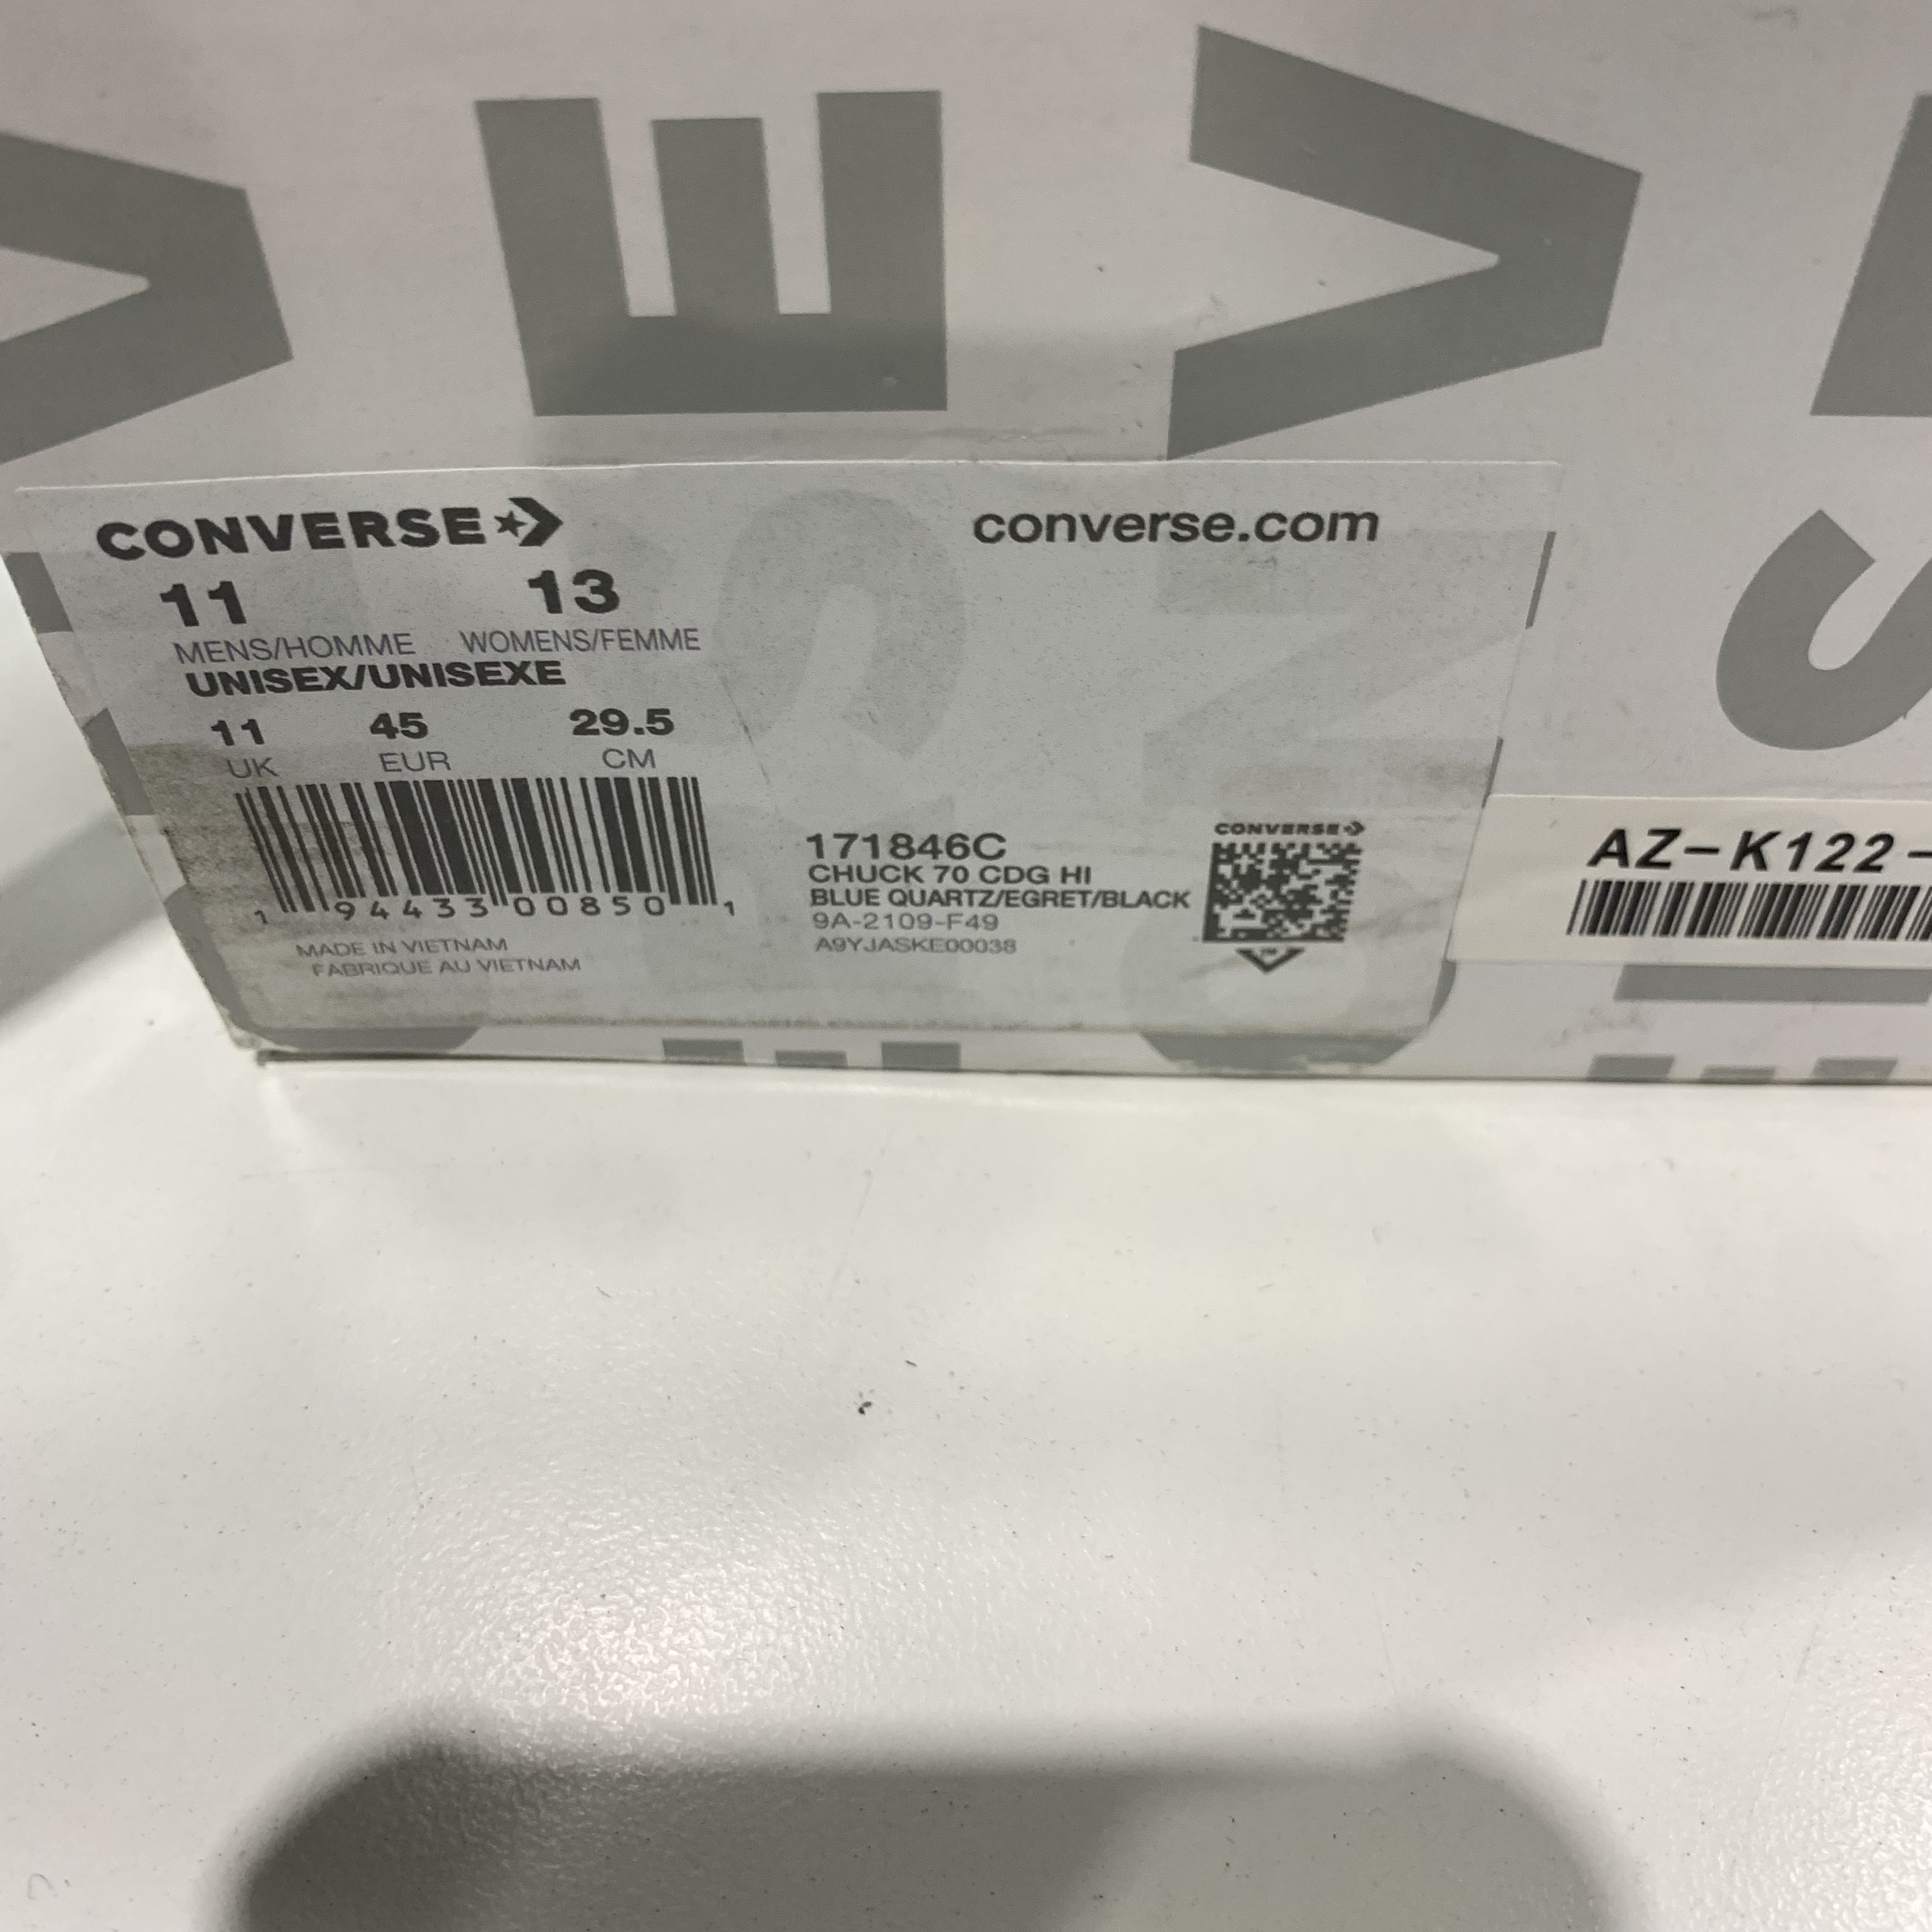 CONVERSE
converse.com
11 13
MENS/HOMME WOMENS/FEMME
UNISEX/UNISEXE
11 45 29.5
UK EUR CM
1 94433 00850 1
MADE IN VIETNAM
FABRIQUE AU VIETNAM
171846C
CHUCK 70 CDG HI
BLUE QUARTZ/EGRET/BLACK
9A-2109-F49
A9YJASKE00038
CONVERSE
AZ-K122-